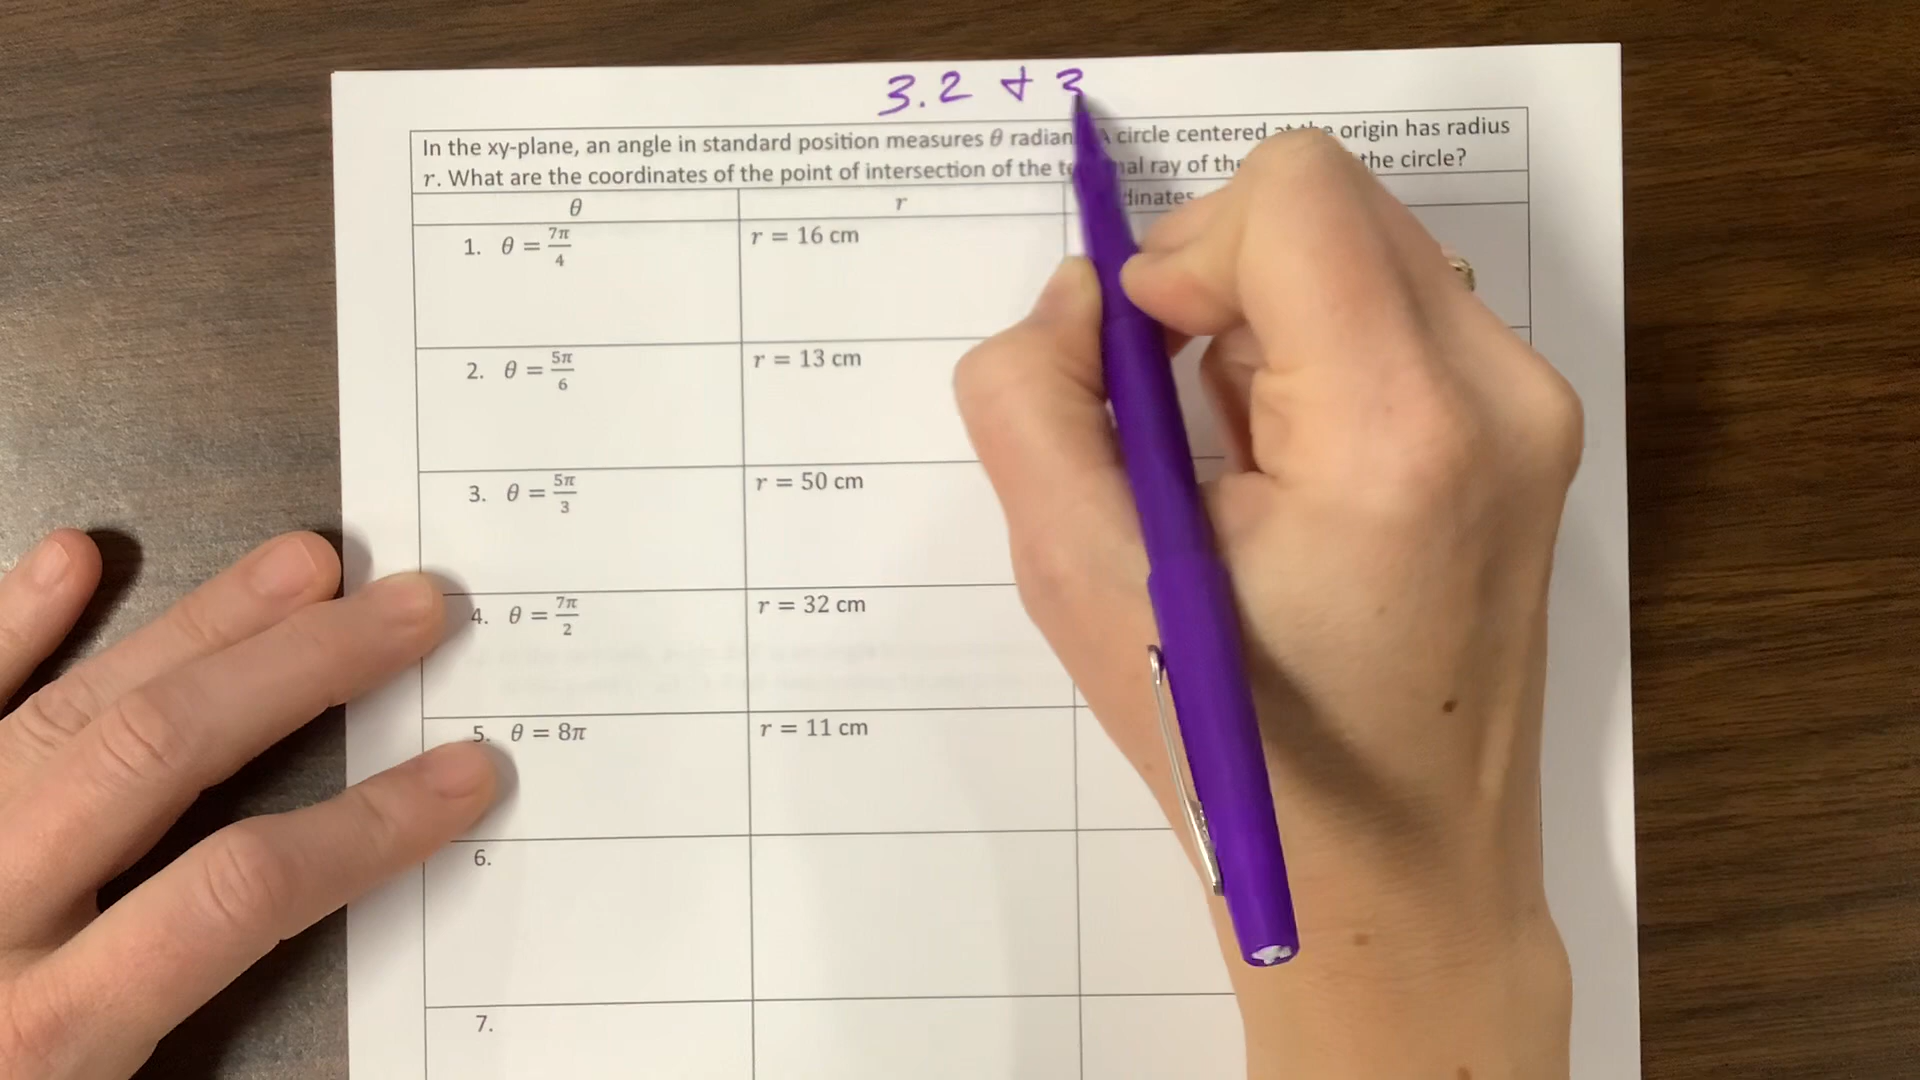 3.2 + 3
In the xy-plane, an angle in standard position measures θ radian circle centered origin has radius
r. What are the coordinates of the point of intersection of the ray of the circle?
θ r
1. θ = 7π/4 r = 16 cm
2. θ = 5π/6 r = 13 cm
3. θ = 5π/3 r = 50 cm
4. θ = 7π/2 r = 32 cm
5. θ = 8π r = 11 cm
6.
7.